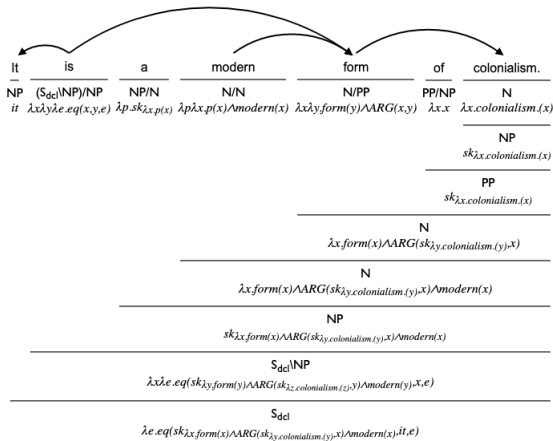 It is a modern form of colonialism.
NP (S_dcl\NP)/NP NP/N N/N N/PP PP/NP N
it λxλyλe.eq(x,y,e) λp.sk_λx.p(x) λpλx.p(x)∧modern(x) λxλy.form(y)∧ARG(x,y) λx.x λx.colonialism.(x)
NP
sk_λx.colonialism.(x)
PP
sk_λx.colonialism.(x)
N
λx.form(x)∧ARG(sk_λy.colonialism.(y),x)
N
λx.form(x)∧ARG(sk_λy.colonialism.(y),x)∧modern(x)
NP
sk_λx.form(x)∧ARG(sk_λy.colonialism.(y),x)∧modern(x)
S_dcl\NP
λxλe.eq(sk_λy.form(y)∧ARG(sk_λz.colonialism.(z),y)∧modern(y),x,e)
S_dcl
λe.eq(sk_λx.form(x)∧ARG(sk_λy.colonialism.(y),x)∧modern(x),it,e)